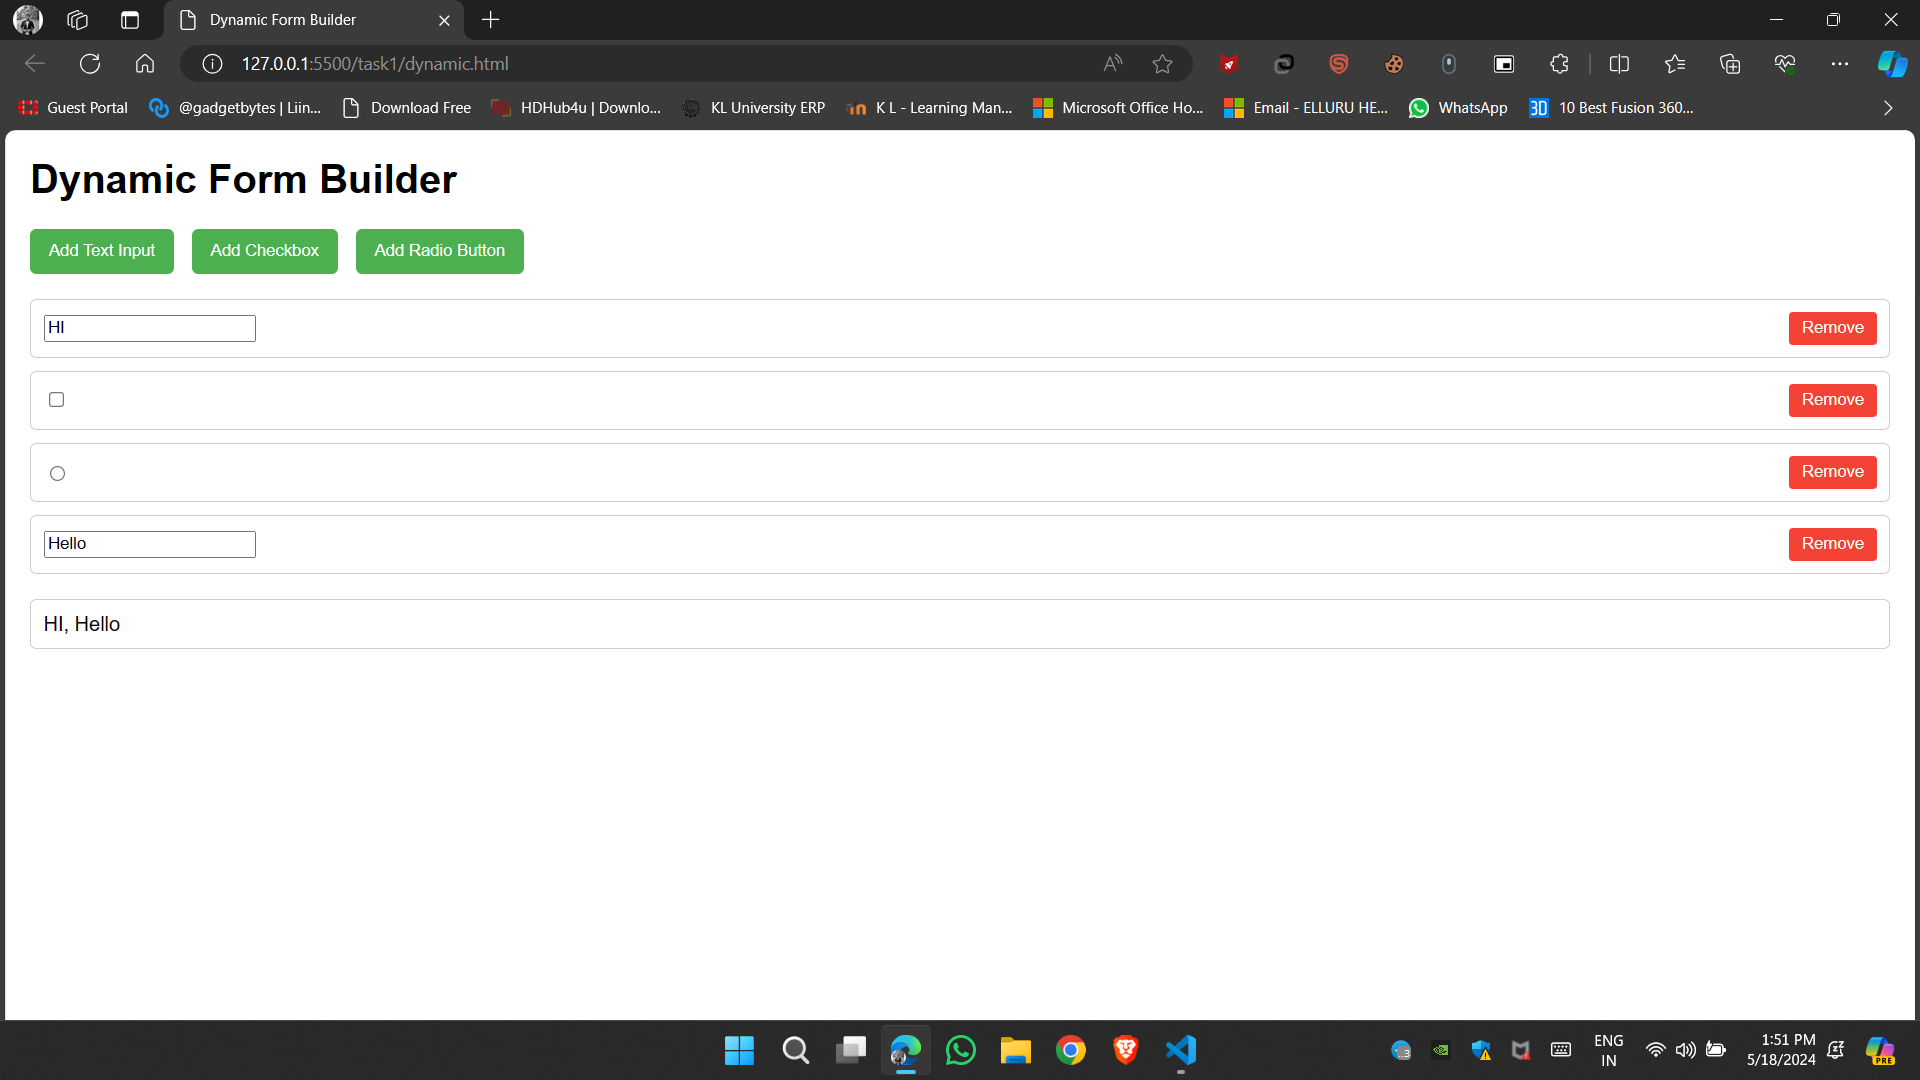 Dynamic Form Builder
127.0.0.1:5500/task1/dynamic.html
Guest Portal @gadgetbytes | Liin... Download Free HDHub4u | Downlo... KL University ERP K L - Learning Man... Microsoft Office Ho... Email - ELLURU HE... WhatsApp 3D 10 Best Fusion 360...
Dynamic Form Builder
Add Text Input Add Checkbox Add Radio Button
HI Remove
Remove
Remove
Hello Remove
HI, Hello
ENG 1:51 PM
IN 5/18/2024
PRE